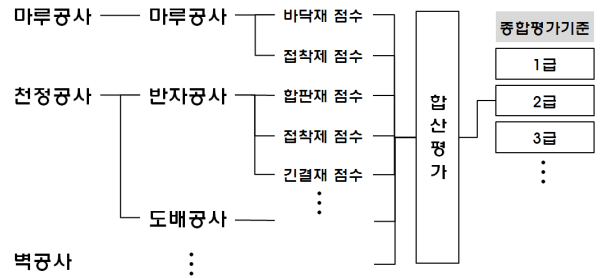 마루공사 마루공사 바닥재 점수
접착제 점수
천정공사 반자공사 합판재 점수
접착제 점수
긴결재 점수
도배공사
벽공사
합산평가
종합평가기준
1급
2급
3급